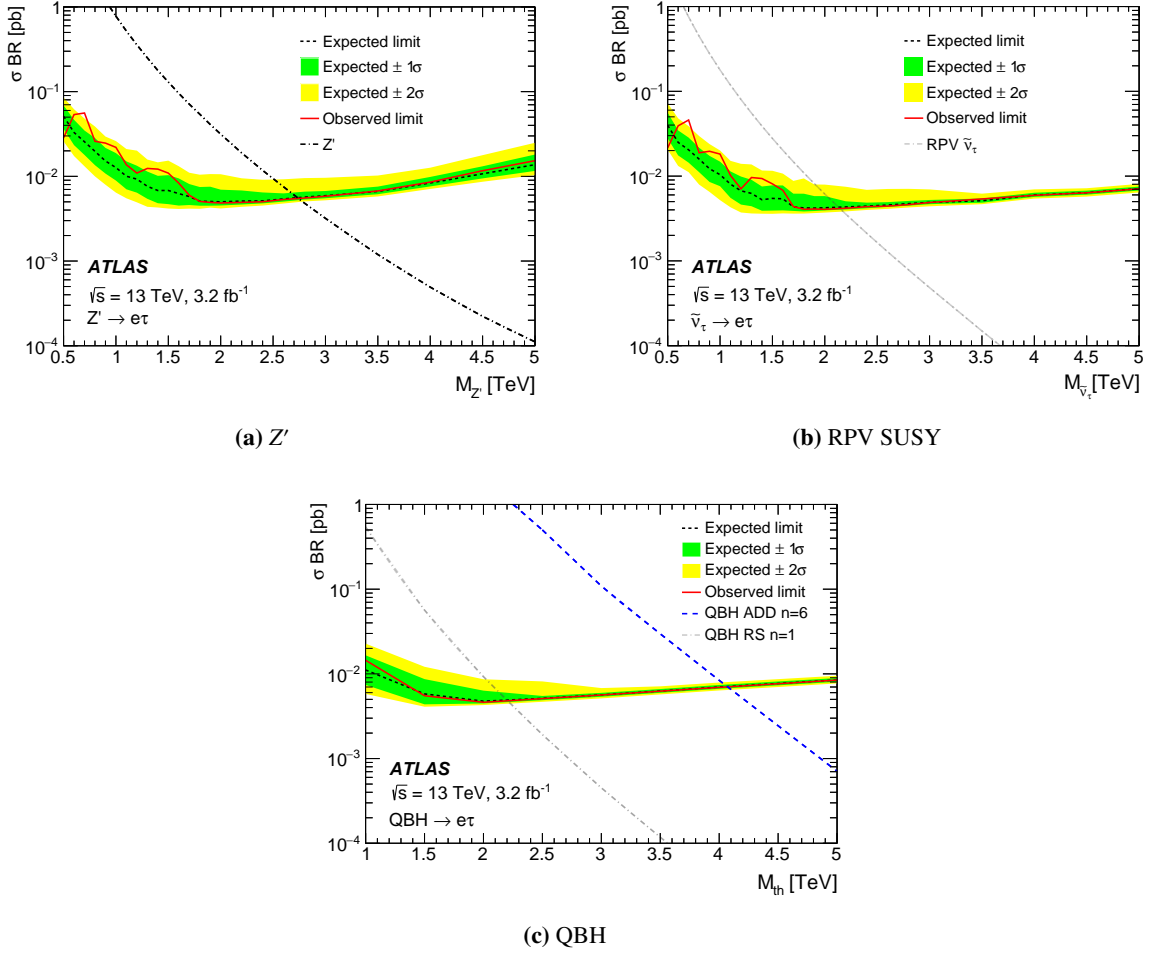 σ BR [pb]
1
10⁻¹
10⁻²
10⁻³
10⁻⁴
Expected limit
Expected ± 1σ
Expected ± 2σ
Observed limit
Z'
ATLAS
√s = 13 TeV, 3.2 fb⁻¹
Z' → eτ
0.5 1 1.5 2 2.5 3 3.5 4 4.5 5
M_Z' [TeV]
(a) Z′
σ BR [pb]
1
10⁻¹
10⁻²
10⁻³
10⁻⁴
Expected limit
Expected ± 1σ
Expected ± 2σ
Observed limit
RPV ν̃_τ
ATLAS
√s = 13 TeV, 3.2 fb⁻¹
ν̃_τ → eτ
0.5 1 1.5 2 2.5 3 3.5 4 4.5 5
M_ν̃_τ [TeV]
(b) RPV SUSY
σ BR [pb]
1
10⁻¹
10⁻²
10⁻³
10⁻⁴
Expected limit
Expected ± 1σ
Expected ± 2σ
Observed limit
QBH ADD n=6
QBH RS n=1
ATLAS
√s = 13 TeV, 3.2 fb⁻¹
QBH → eτ
1 1.5 2 2.5 3 3.5 4 4.5 5
M_th [TeV]
(c) QBH